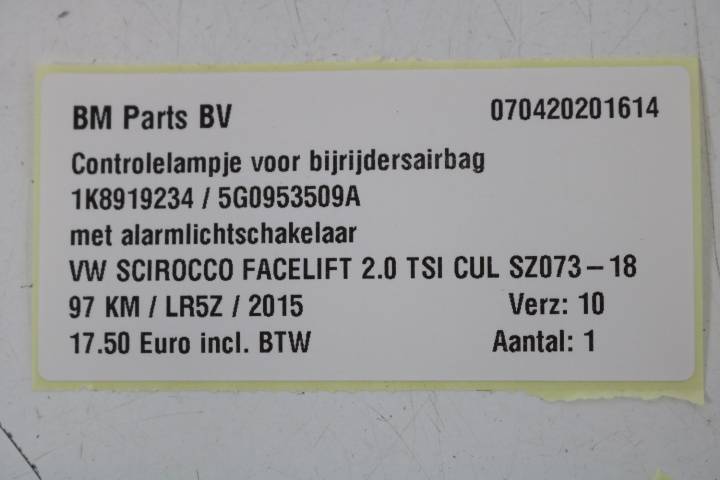 BM Parts BV 070420201614
Controlelampje voor bijrijdersairbag
1K8919234 / 5G0953509A
met alarmlichtschakelaar
VW SCIROCCO FACELIFT 2.0 TSI CUL SZ073-18
97 KM / LR5Z / 2015 Verz: 10
17.50 Euro incl. BTW Aantal: 1